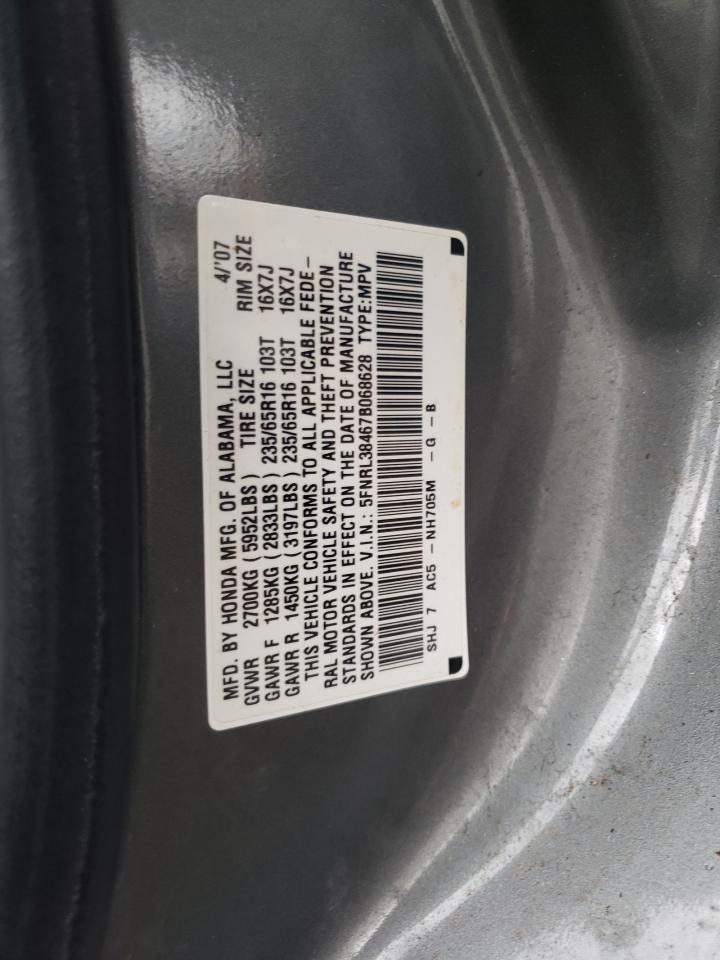 MFD. BY HONDA MFG. OF ALABAMA, LLC 4/'07
GVWR 2700KG (5952LBS) TIRE SIZE RIM SIZE
GAWR F 1285KG (2833LBS) 235/65R16 103T 16X7J
GAWR R 1450KG (3197LBS) 235/65R16 103T 16X7J
THIS VEHICLE CONFORMS TO ALL APPLICABLE FEDE-
RAL MOTOR VEHICLE SAFETY AND THEFT PREVENTION
STANDARDS IN EFFECT ON THE DATE OF MANUFACTURE
SHOWN ABOVE. V.I.N.: 5FNRL38467B068628 TYPE:MPV
SHJ 7 AC5 - NH705M - G - B